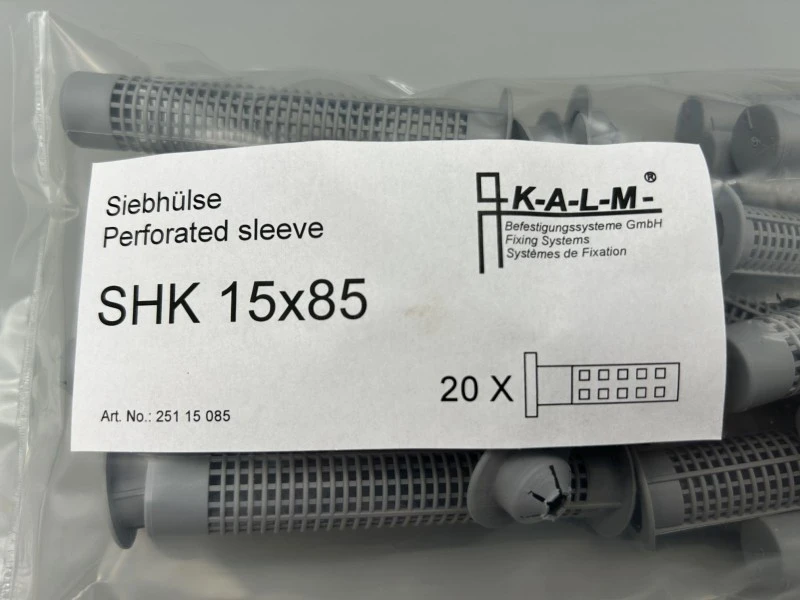 Siebhülse
Perforated sleeve
SHK 15x85
K-A-L-M-®
Befestigungssysteme GmbH
Fixing Systems
Systèmes de Fixation
20 X
Art. No.: 251 15 085